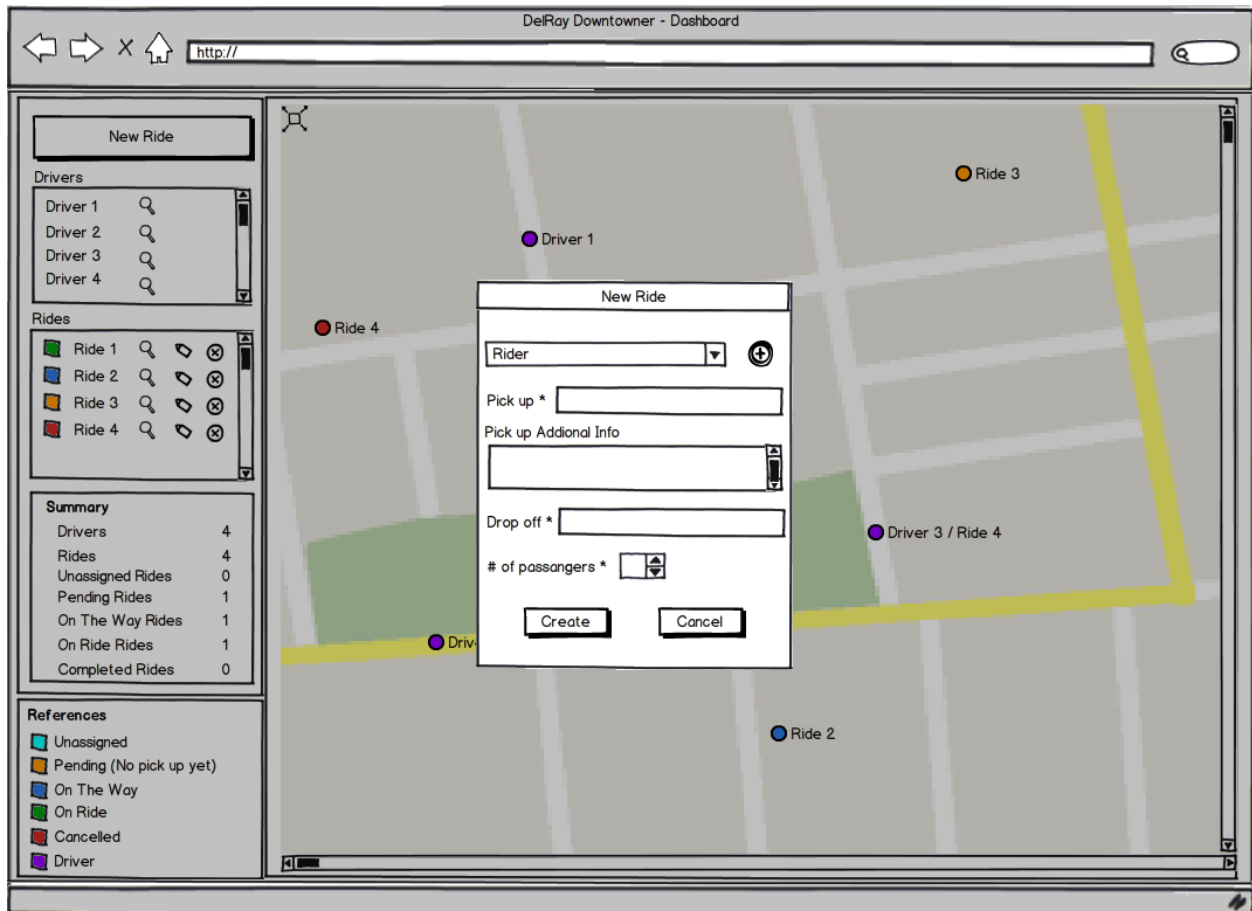 DelRay Downtowner - Dashboard
http://
New Ride
Drivers
Driver 1
Driver 2
Driver 3
Driver 4
Rides
Ride 1
Ride 2
Ride 3
Ride 4
Summary
Drivers 4
Rides 4
Unassigned Rides 0
Pending Rides 1
On The Way Rides 1
On Ride Rides 1
Completed Rides 0
References
Unassigned
Pending (No pick up yet)
On The Way
On Ride
Cancelled
Driver
Ride 3
Driver 1
Ride 4
New Ride
Rider
Pick up *
Pick up Addional Info
Drop off *
# of passangers *
Create Cancel
Driver 3 / Ride 4
Ride 2